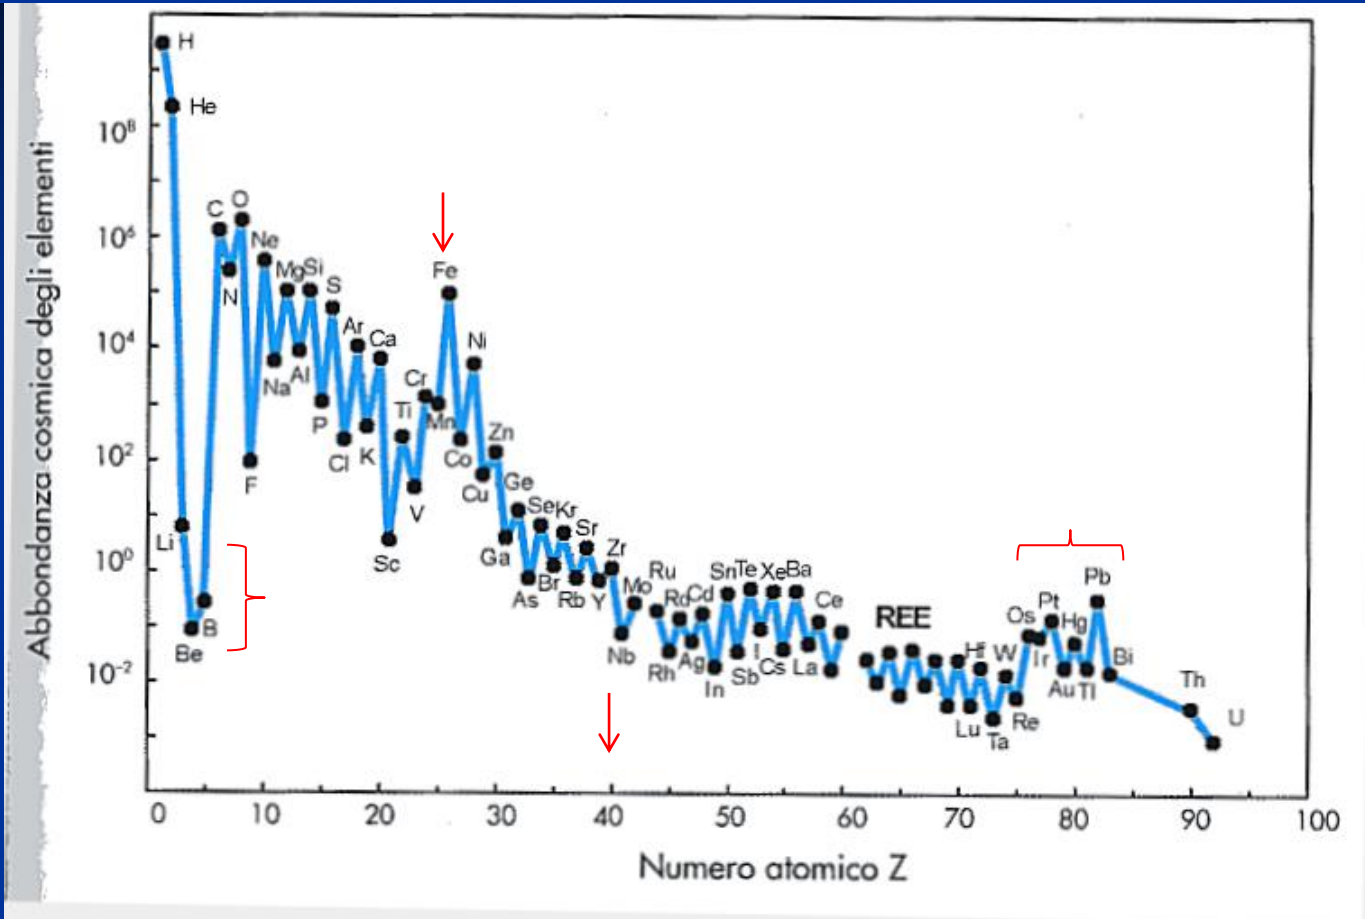 Abbondanza cosmica degli elementi
10⁸
10⁶
10⁴
10²
10⁰
10⁻²
H
He
Li
Be
B
C
N
O
F
Ne
Na
Mg
Al
Si
P
S
Cl
Ar
K
Ca
Sc
Ti
V
Cr
Mn
Fe
Co
Ni
Cu
Zn
Ga
Ge
As
Se
Br
Kr
Rb
Sr
Y
Zr
Nb
Mo
Ru
Rh
Rd
Ag
Cd
In
Sn
Sb
Te
I
Xe
Cs
Ba
La
Ce
REE
Lu
Hf
Ta
W
Re
Os
Ir
Pt
Au
Hg
Tl
Pb
Bi
Th
U
0 10 20 30 40 50 60 70 80 90 100
Numero atomico Z